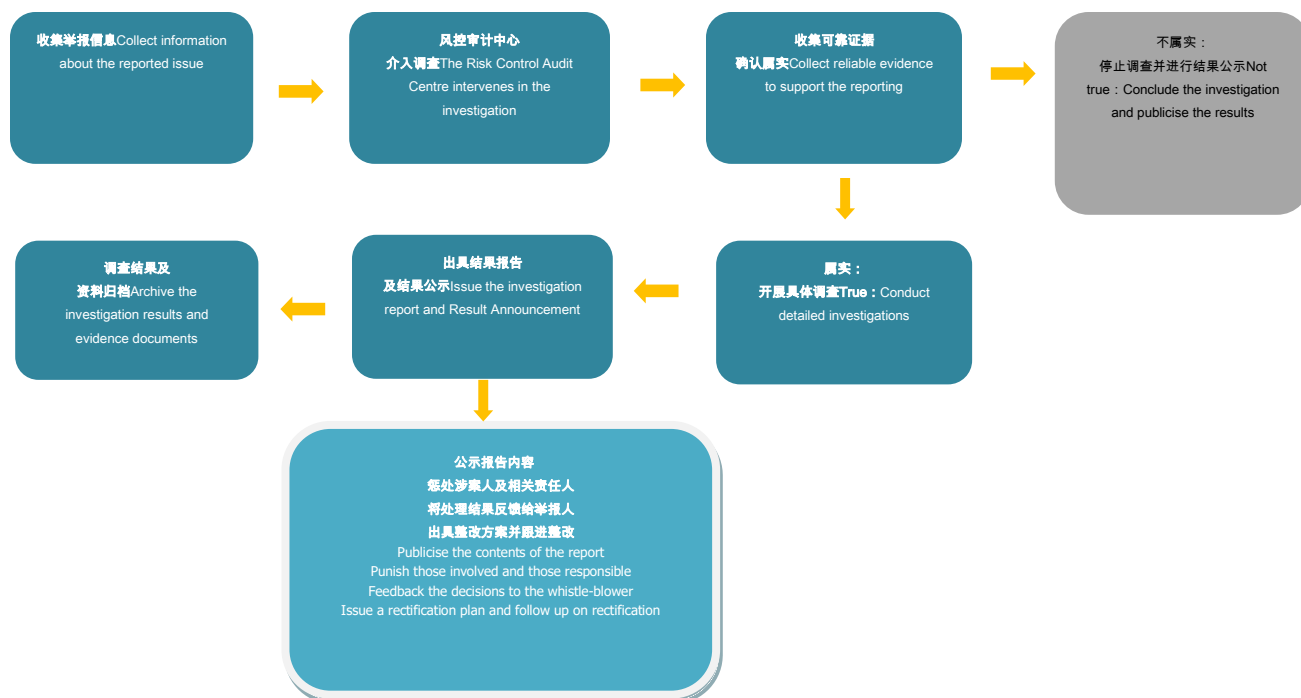 收集举报信息Collect information
about the reported issue
风控审计中心
介入调查The Risk Control Audit
Centre intervenes in the
investigation
收集可靠证据
确认属实Collect reliable evidence
to support the reporting
不属实：
停止调查并进行结果公示Not
true：Conclude the investigation
and publicise the results
调查结果及
资料归档Archive the
investigation results and
evidence documents
出具结果报告
及结果公示Issue the investigation
report and Result Announcement
属实：
开展具体调查True：Conduct
detailed investigations
公示报告内容
惩处涉案人及相关责任人
将处理结果反馈给举报人
出具整改方案并跟进整改
Publicise the contents of the report
Punish those involved and those responsible
Feedback the decisions to the whistle-blower
Issue a rectification plan and follow up on rectification